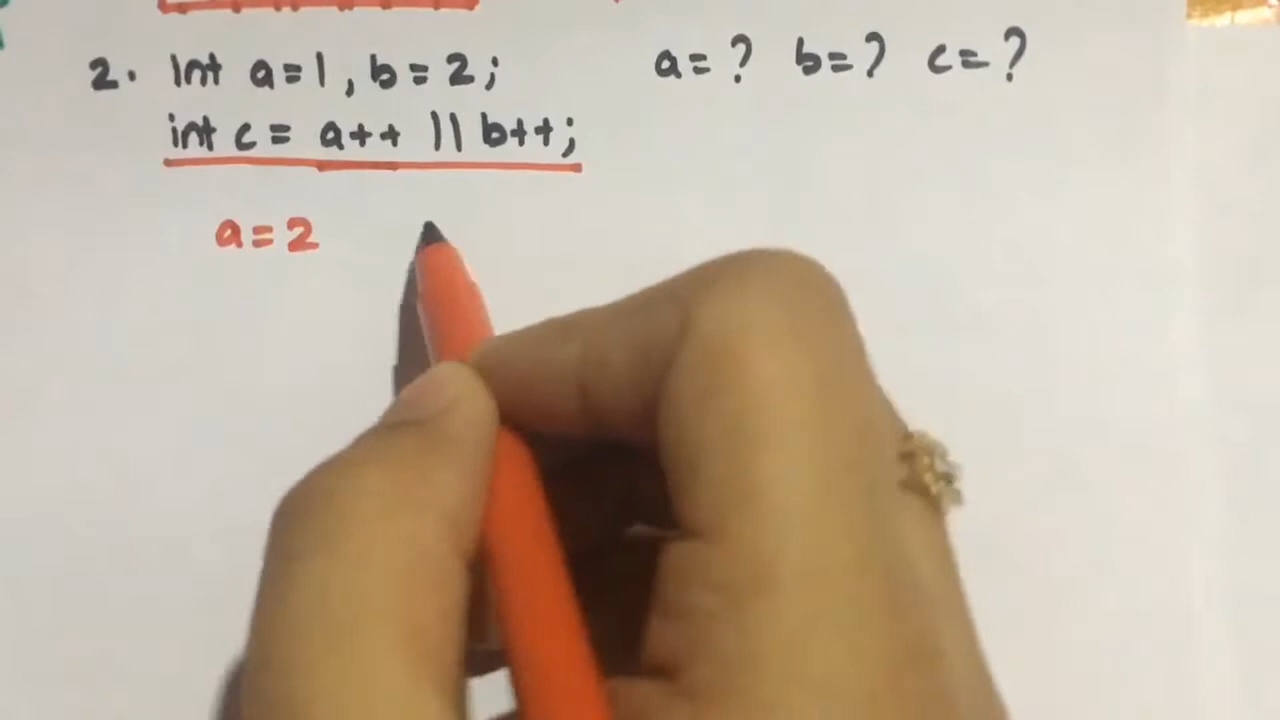 2. int a=1, b=2; a=? b=? c=?
int c= a++ || b++;
a=2